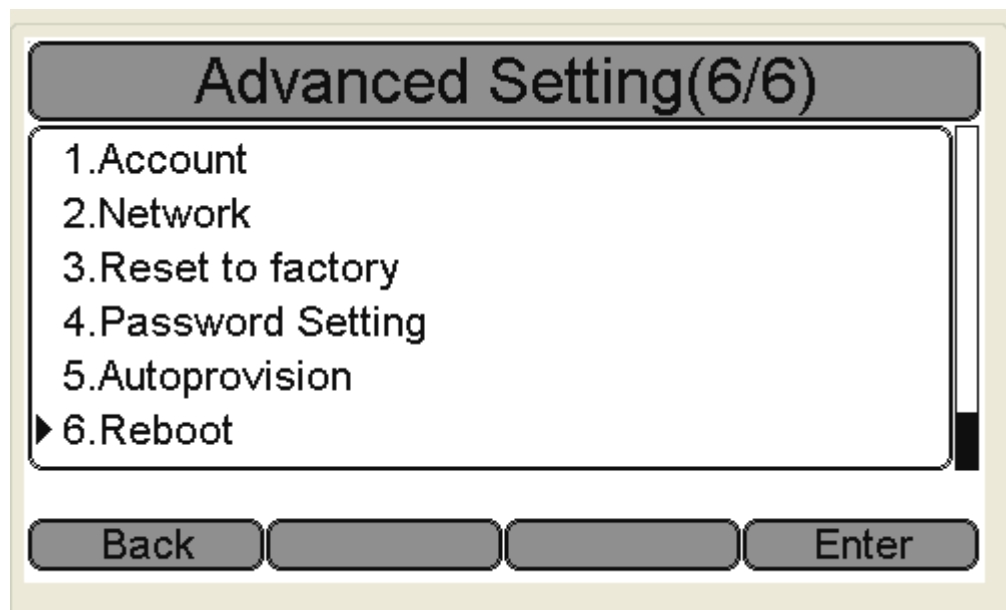 Advanced Setting(6/6)
1.Account
2.Network
3.Reset to factory
4.Password Setting
5.Autoprovision
6.Reboot
Back Enter